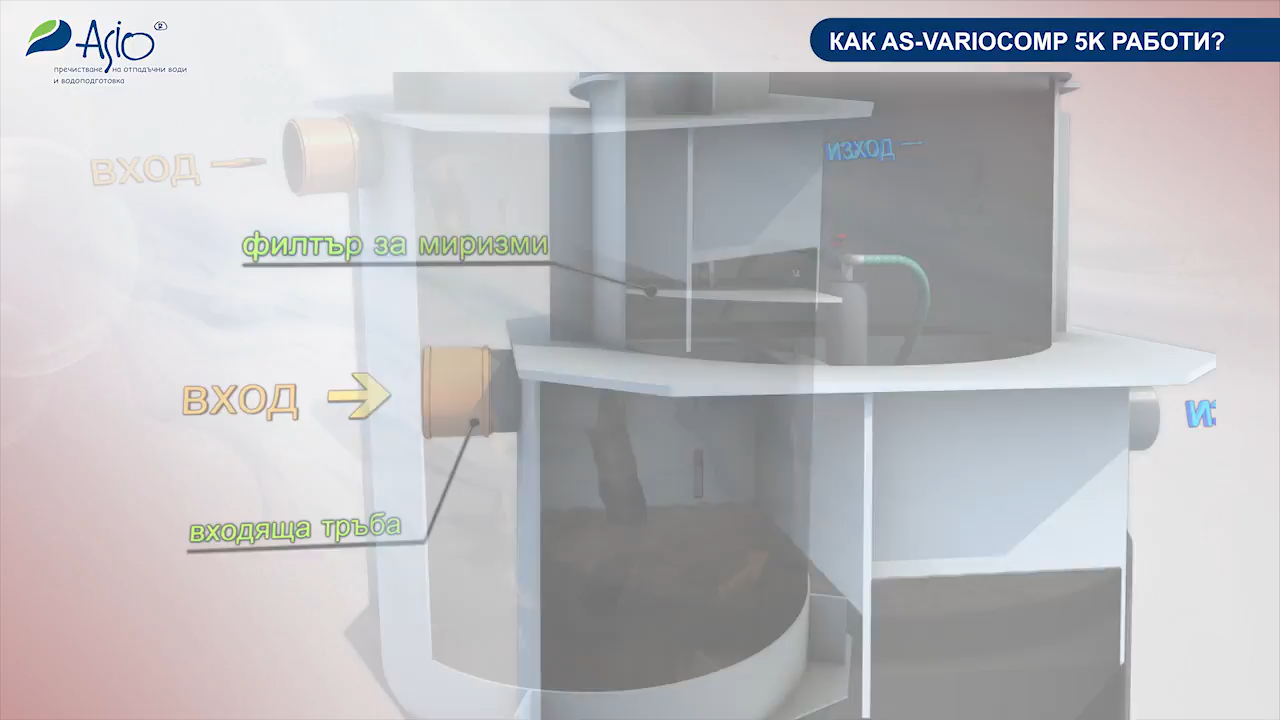 Asio
пречистване на отпадъчни води
и водоподготовка
КАК AS-VARIOCOMP 5K РАБОТИ?
ВХОД
ИЗХОД
филтър за миризми
ВХОД
входяща тръба